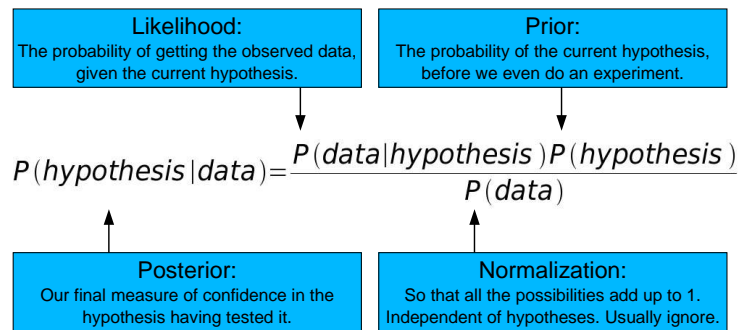 Likelihood:
The probability of getting the observed data,
given the current hypothesis.
Prior:
The probability of the current hypothesis,
before we even do an experiment.
P(hypothesis|data)=P(data|hypothesis)P(hypothesis)
P(data)
Posterior:
Our final measure of confidence in the
hypothesis having tested it.
Normalization:
So that all the possibilities add up to 1.
Independent of hypotheses. Usually ignore.